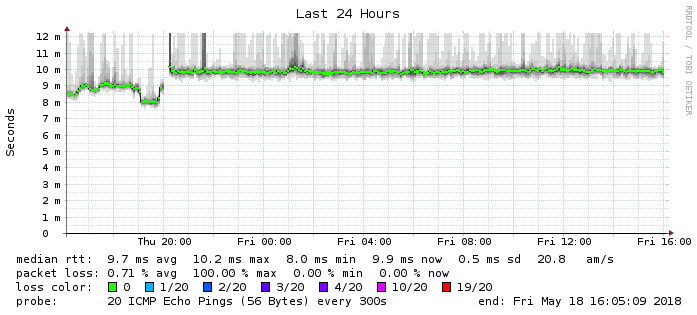 Last 24 Hours
RRDTOOL / TOBI OETIKER
Seconds
12 m
11 m
10 m
9 m
8 m
7 m
6 m
5 m
4 m
3 m
2 m
1 m
0
Thu 20:00 Fri 00:00 Fri 04:00 Fri 08:00 Fri 12:00 Fri 16:00
median rtt: 9.7 ms avg 10.2 ms max 8.0 ms min 9.9 ms now 0.5 ms sd 20.8 am/s
packet loss: 0.71 % avg 100.00 % max 0.00 % min 0.00 % now
loss color: 0 1/20 2/20 3/20 4/20 10/20 19/20
probe: 20 ICMP Echo Pings (56 Bytes) every 300s end: Fri May 18 16:05:09 2018